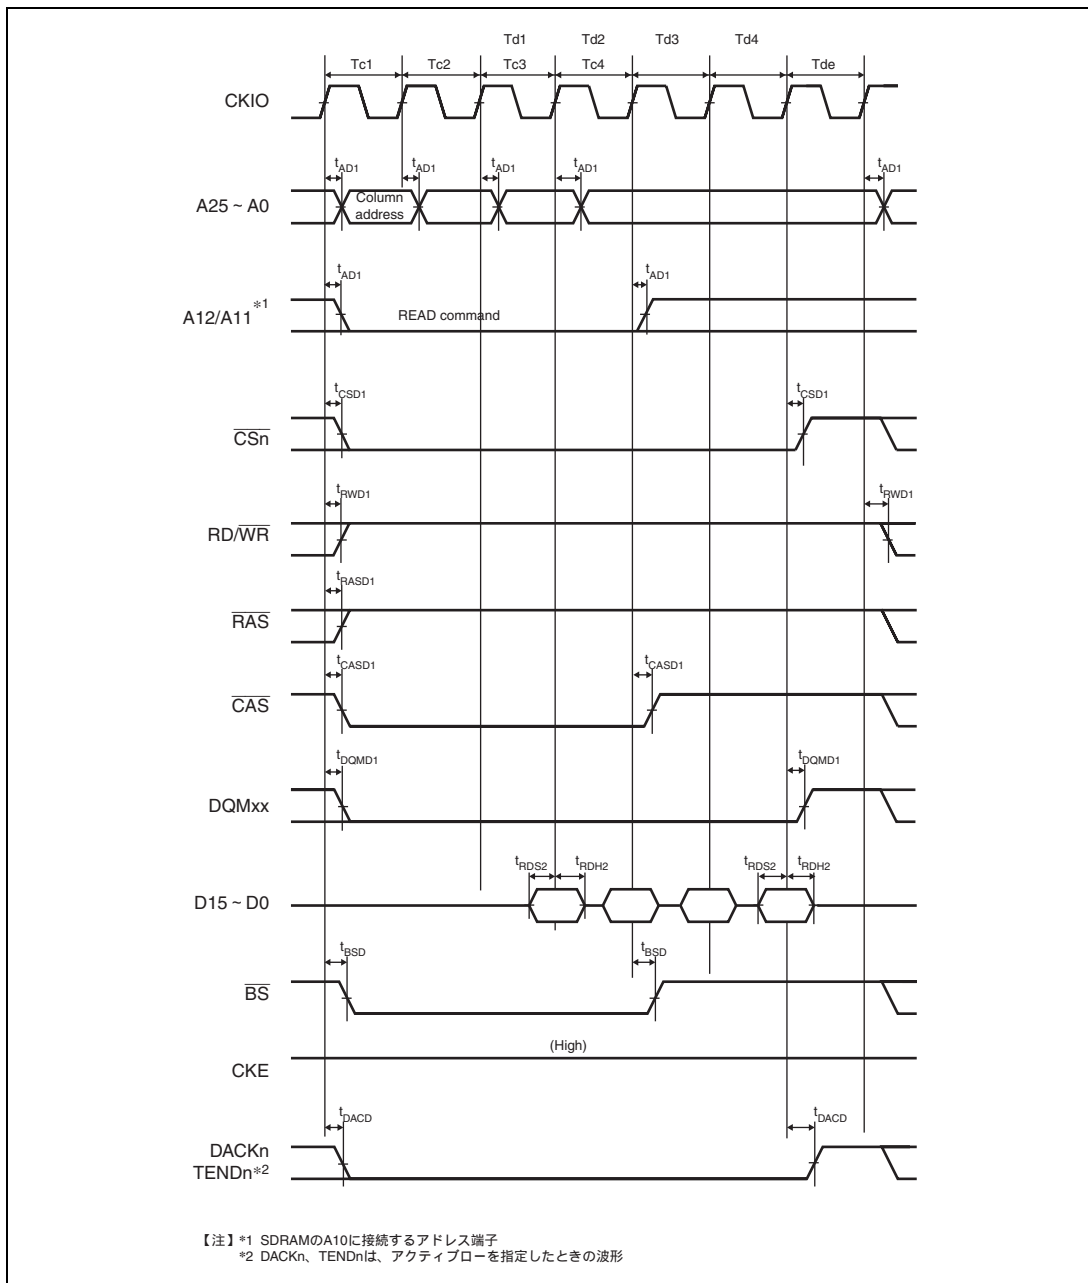 Td1 Td2 Td3 Td4
Tc1 Tc2 Tc3 Tc4 Tde
CKIO
tAD1 tAD1 tAD1 tAD1 tAD1
A25 ~ A0
Column
address
tAD1 tAD1
A12/A11 *1
READ command
tCSD1 tCSD1
CSn
tRWD1 tRWD1
RD/WR
tRASD1
RAS
tCASD1 tCASD1
CAS
tDQMD1 tDQMD1
DQMxx
tRDS2 tRDH2 tRDS2 tRDH2
D15 ~ D0
tBSD tBSD
BS
(High)
CKE
tDACD tDACD
DACKn
TENDn*2
【注】*1 SDRAMのA10に接続するアドレス端子
*2 DACKn、TENDnは、アクティブローを指定したときの波形